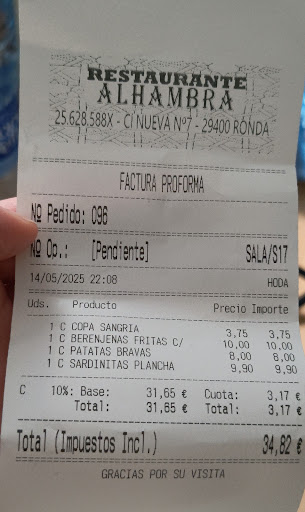 RESTAURANTE
ALHAMBRA
25.628.588X - C/ NUEVA Nº7 - 29400 RONDA
FACTURA PROFORMA
Nº Pedido: 096
Nº Op.: [Pendiente] SALA/S17
14/05/2025 22:08 HODA
Uds. Producto Precio Importe
1 C COPA SANGRIA 3,75 3,75
1 C BERENJENAS FRITAS C/ 10,00 10,00
1 C PATATAS BRAVAS 8,00 8,00
1 C SARDINITAS PLANCHA 9,90 9,90
C 10%: Base: 31,65 € Cuota: 3,17 €
Total: 31,65 € Total: 3,17 €
Total (Impuestos Incl.) 34,82 €
GRACIAS POR SU VISITA